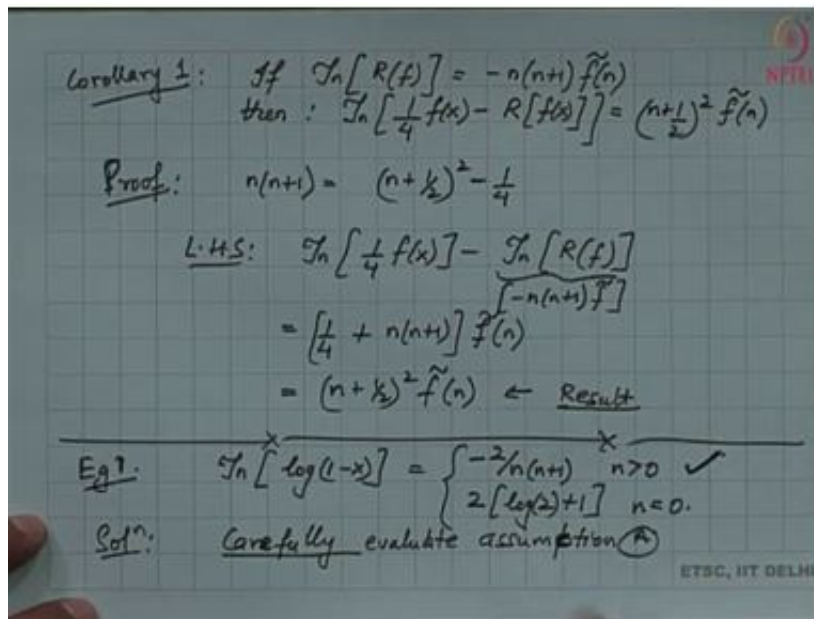 Corollary 1: If 𝒯n[R(f)] = -n(n+1) f̃(n)
then : 𝒯n[1/4 f(x) - R[f(x)]] = (n+1/2)² f̃(n)
Proof: n(n+1) = (n+1/2)² - 1/4
L.H.S: 𝒯n[1/4 f(x)] - 𝒯n[R(f)]
[-n(n+1) f̃]
= [1/4 + n(n+1)] f̃(n)
= (n+1/2)² f̃(n) ← Result
Eg 1. 𝒯n[log(1-x)] = { -2/n(n+1) n>0 ✓
2[log(2)+1] n=0.
Solⁿ: Carefully evaluate assumption Ⓐ
NPTEL
ETSC, IIT DELHI